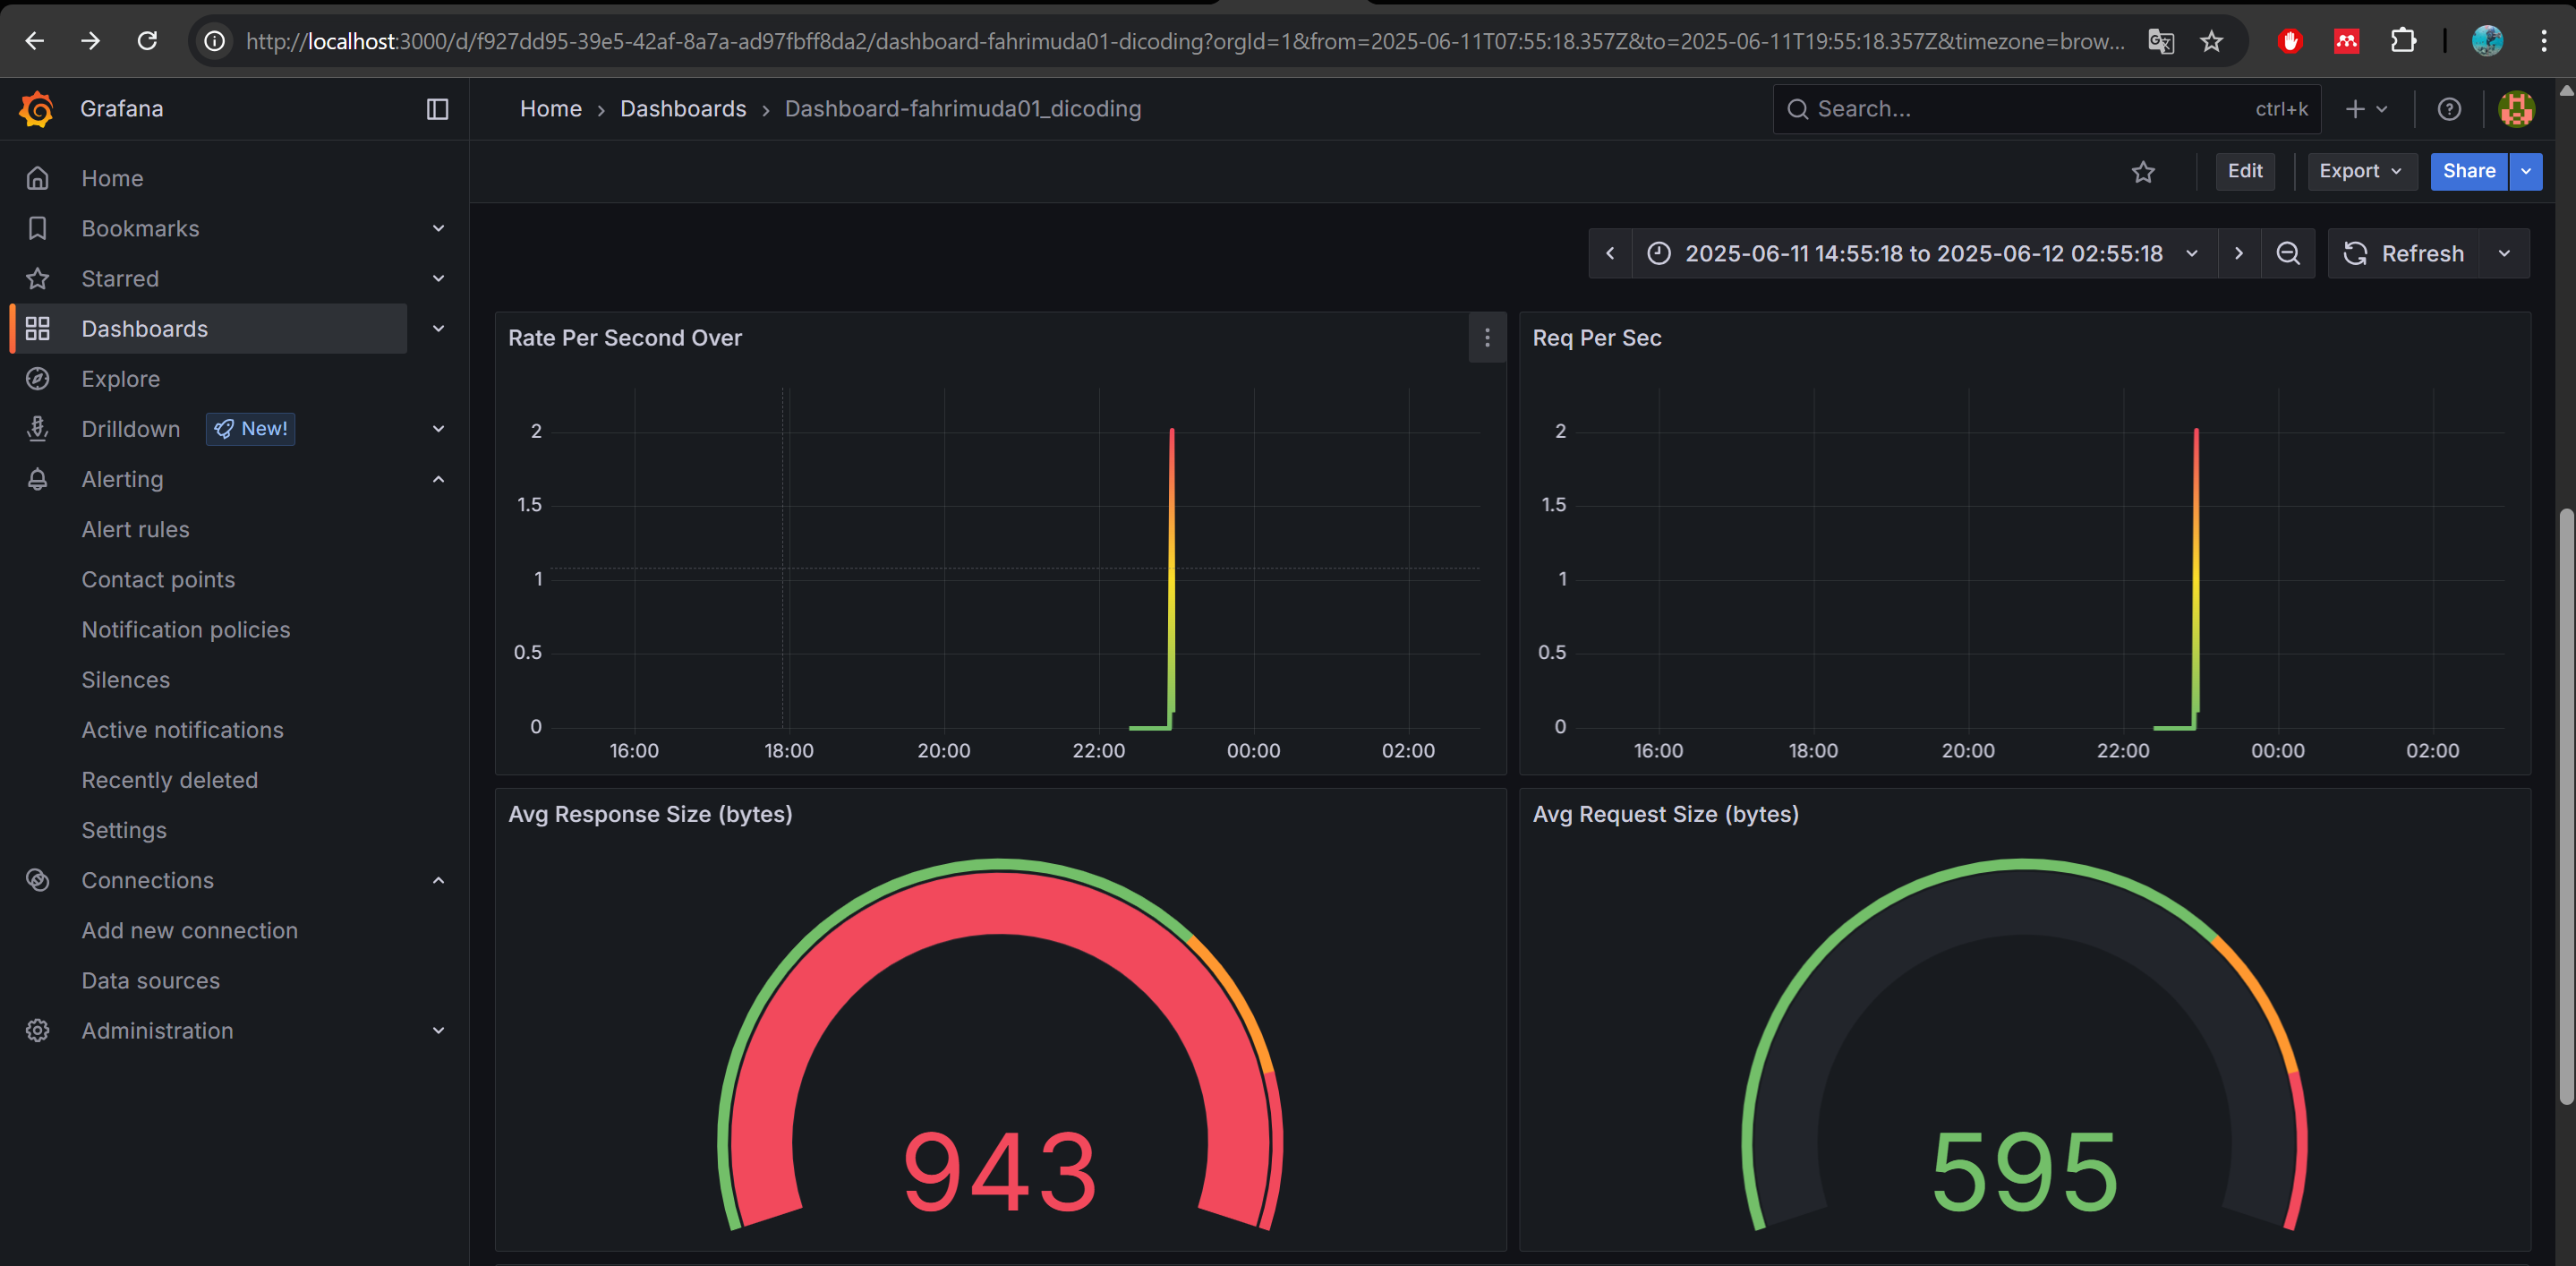 http://localhost:3000/d/f927dd95-39e5-42af-8a7a-ad97fbff8da2/dashboard-fahrimuda01-dicoding?orgId=1&from=2025-06-11T07:55:18.357Z&to=2025-06-11T19:55:18.357Z&timezone=brow...
Grafana
Home › Dashboards › Dashboard-fahrimuda01_dicoding
Search... ctrl+k
Edit Export Share
Home
Bookmarks
Starred
Dashboards
Explore
Drilldown New!
Alerting
Alert rules
Contact points
Notification policies
Silences
Active notifications
Recently deleted
Settings
Connections
Add new connection
Data sources
Administration
2025-06-11 14:55:18 to 2025-06-12 02:55:18 Refresh
Rate Per Second Over
2
1.5
1
0.5
0
16:00 18:00 20:00 22:00 00:00 02:00
Req Per Sec
2
1.5
1
0.5
0
16:00 18:00 20:00 22:00 00:00 02:00
Avg Response Size (bytes)
943
Avg Request Size (bytes)
595